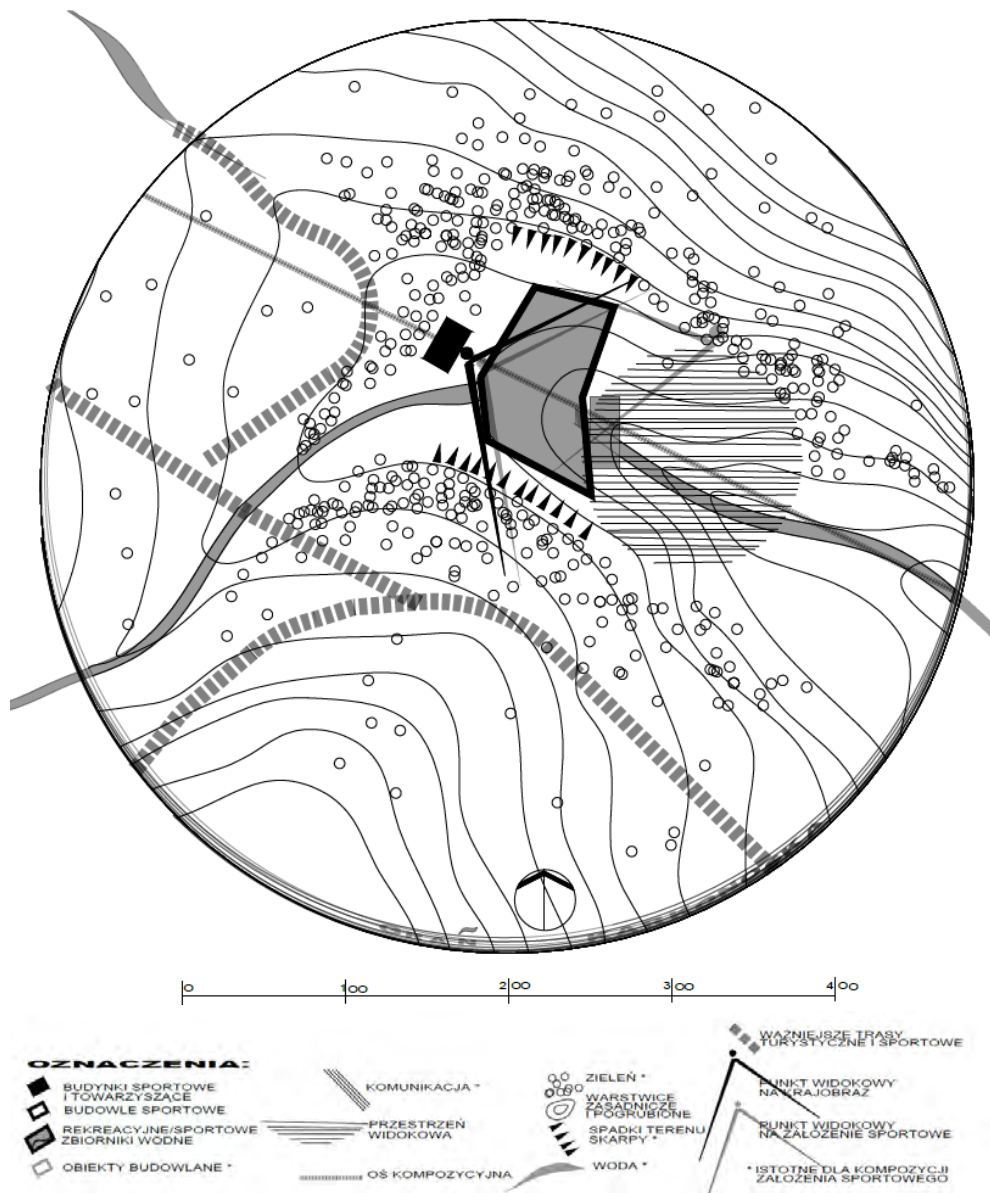 0 100 200 300 400
OZNACZENIA:
BUDYNKI SPORTOWE
I TOWARZYSZĄCE
BUDOWLE SPORTOWE
REKREACYJNE/SPORTOWE
ZBIORNIKI WODNE
OBIEKTY BUDOWLANE *
KOMUNIKACJA *
PRZESTRZEŃ
WIDOKOWA
OŚ KOMPOZYCYJNA
ZIELEŃ *
WARSTWICE
ZASADNICZE
I POGRUBIONE
SPADKI TERENU
SKARPY *
WODA *
WAŻNIEJSZE TRASY
TURYSTYCZNE I SPORTOWE
PUNKT WIDOKOWY
NA KRAJOBRAZ
PUNKT WIDOKOWY
NA ZAŁOŻENIE SPORTOWE
* ISTOTNE DLA KOMPOZYCJI
ZAŁOŻENIA SPORTOWEGO